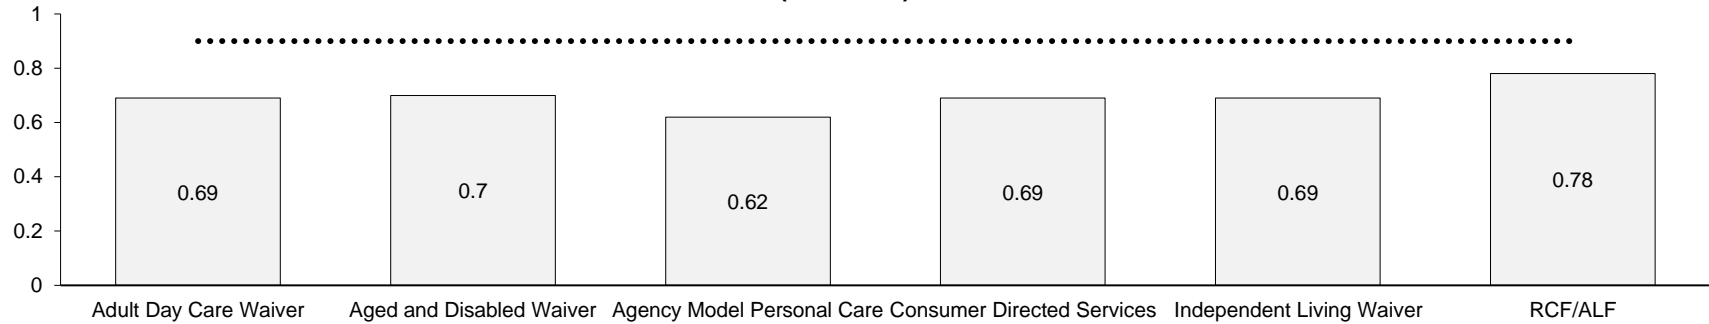 1
0.8
0.6
0.4
0.2
0
0.69
0.7
0.62
0.69
0.69
0.78
Adult Day Care Waiver
Aged and Disabled Waiver
Agency Model Personal Care
Consumer Directed Services
Independent Living Waiver
RCF/ALF